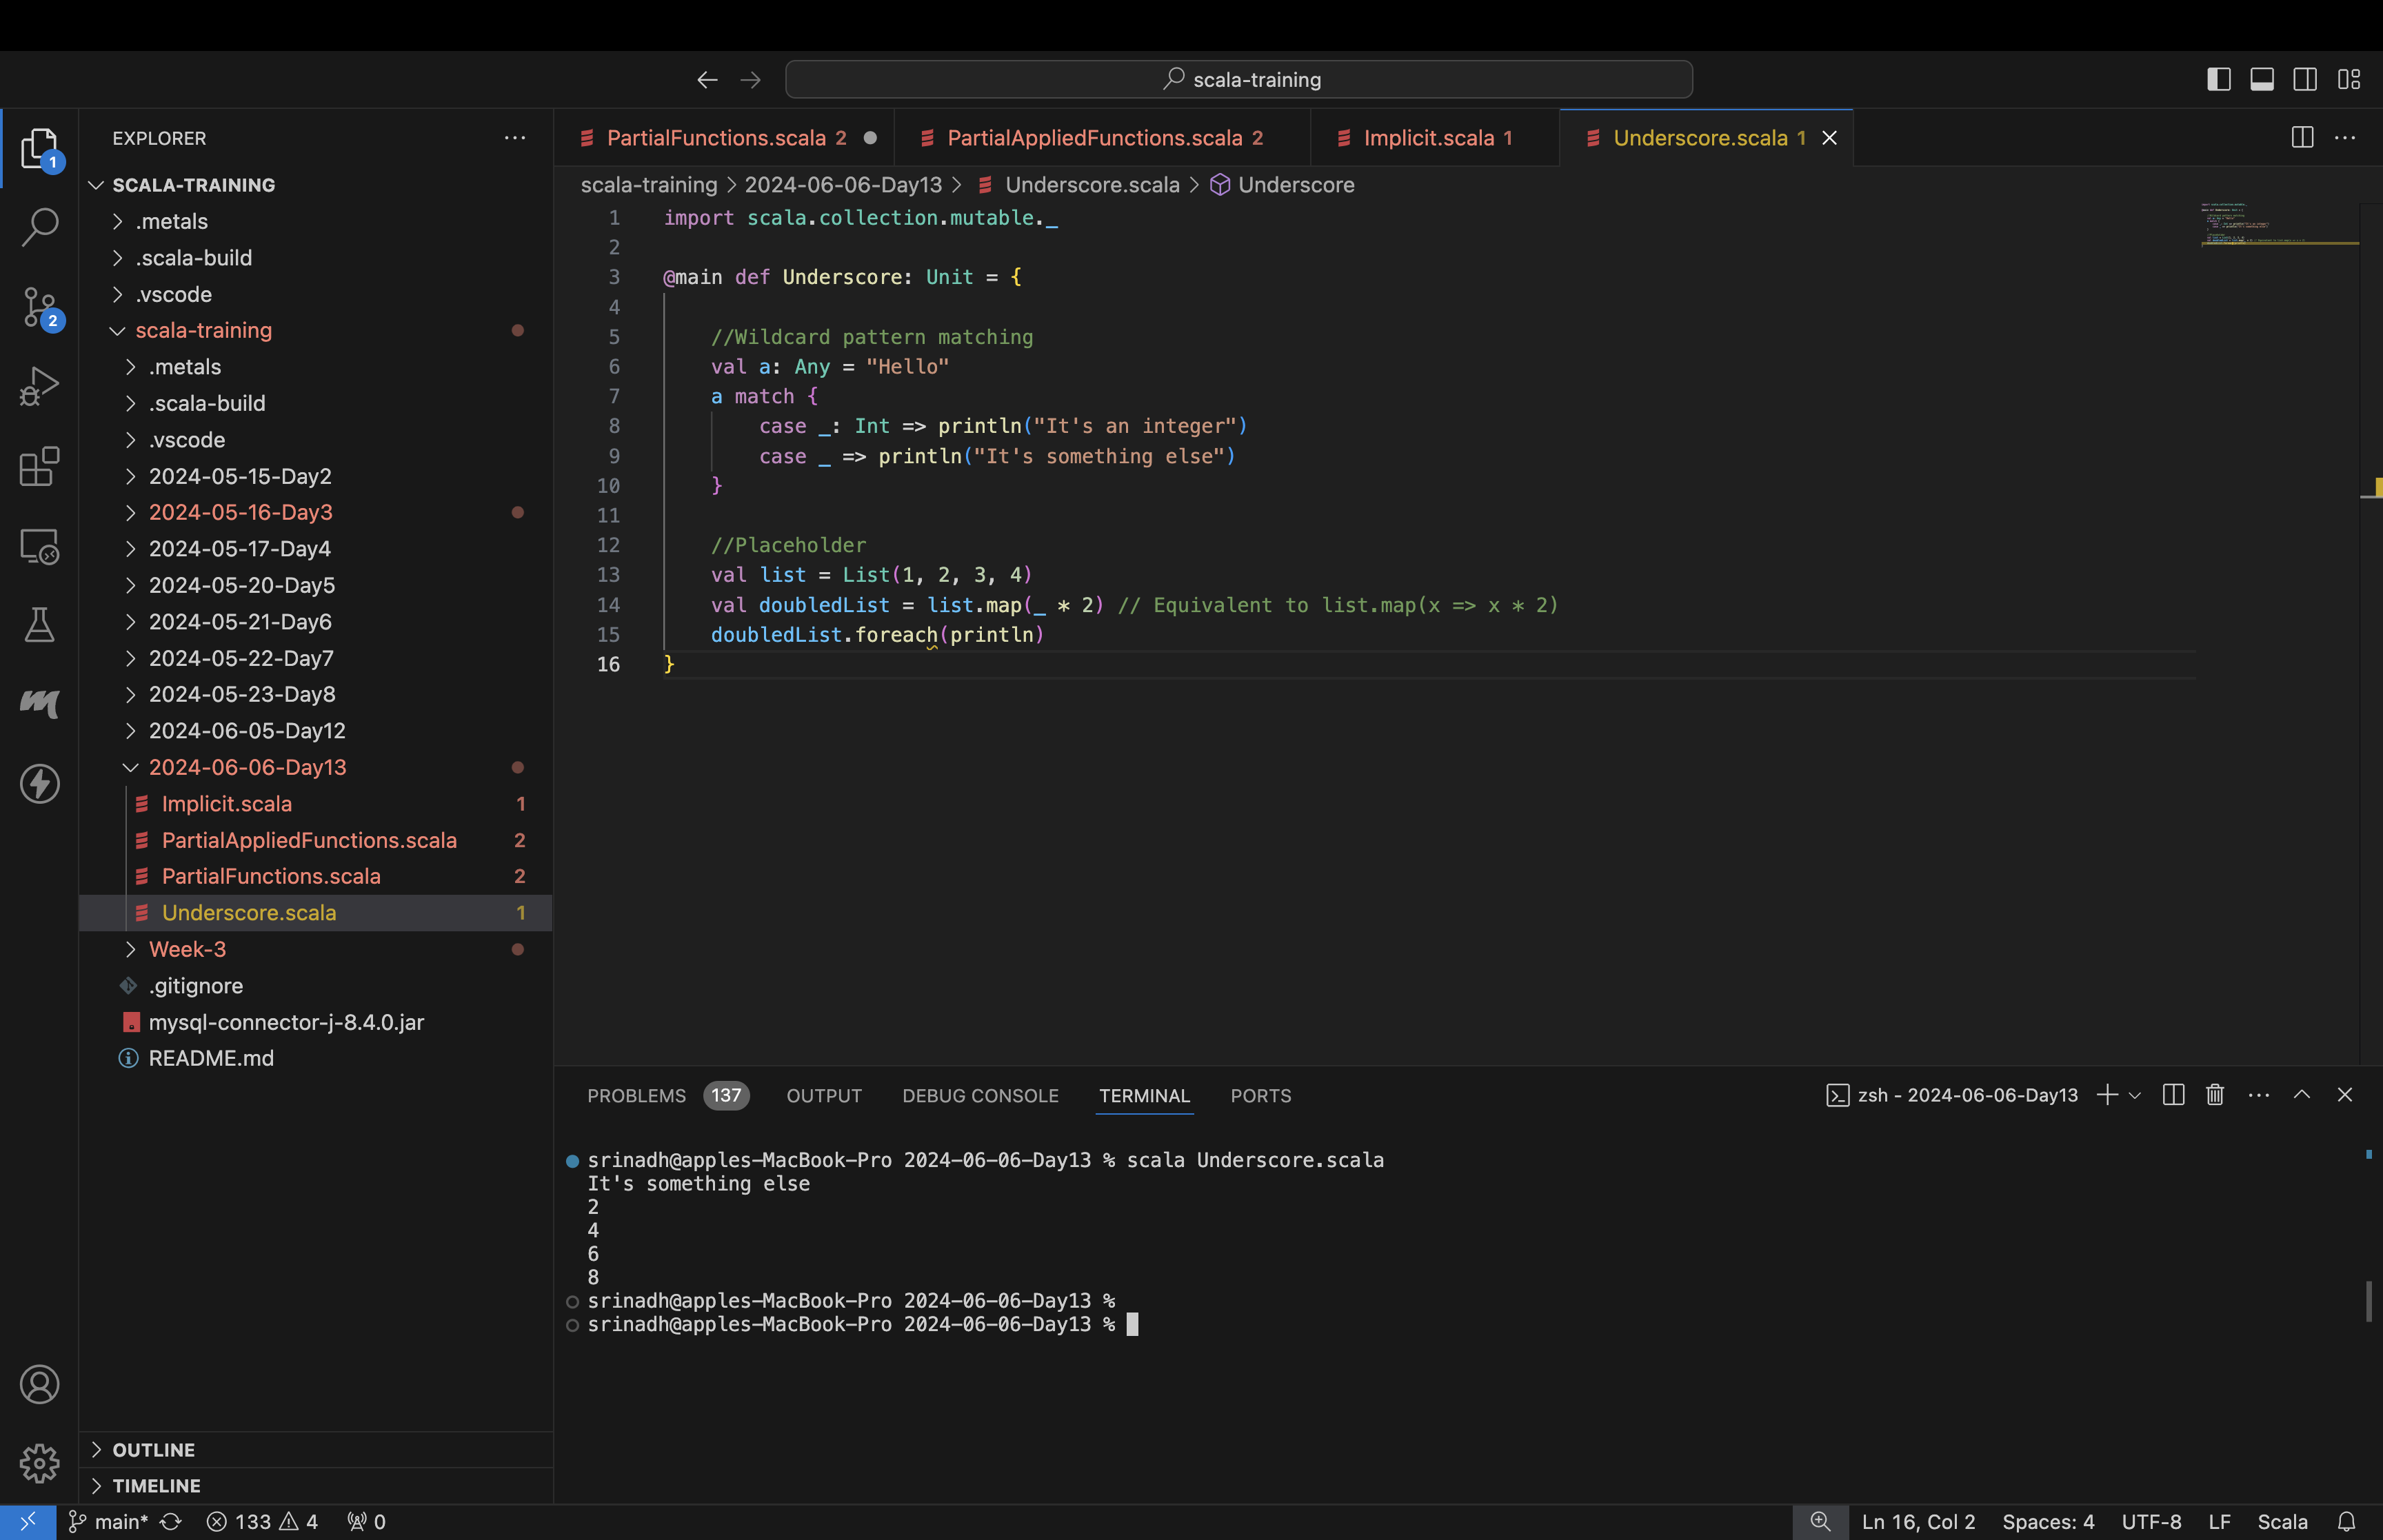 scala-training
EXPLORER
SCALA-TRAINING
.metals
.scala-build
.vscode
scala-training
.metals
.scala-build
.vscode
2024-05-15-Day2
2024-05-16-Day3
2024-05-17-Day4
2024-05-20-Day5
2024-05-21-Day6
2024-05-22-Day7
2024-05-23-Day8
2024-06-05-Day12
2024-06-06-Day13
Implicit.scala 1
PartialAppliedFunctions.scala 2
PartialFunctions.scala 2
Underscore.scala 1
Week-3
.gitignore
mysql-connector-j-8.4.0.jar
README.md
OUTLINE
TIMELINE
1
2
PartialFunctions.scala 2 PartialAppliedFunctions.scala 2 Implicit.scala 1 Underscore.scala 1
scala-training > 2024-06-06-Day13 > Underscore.scala > Underscore
1 import scala.collection.mutable._
2
3 @main def Underscore: Unit = {
4
5 //Wildcard pattern matching
6 val a: Any = "Hello"
7 a match {
8 case _: Int => println("It's an integer")
9 case _ => println("It's something else")
10 }
11
12 //Placeholder
13 val list = List(1, 2, 3, 4)
14 val doubledList = list.map(_ * 2) // Equivalent to list.map(x => x * 2)
15 doubledList.foreach(println)
16 }
PROBLEMS 137 OUTPUT DEBUG CONSOLE TERMINAL PORTS zsh - 2024-06-06-Day13
srinadh@apples-MacBook-Pro 2024-06-06-Day13 % scala Underscore.scala
It's something else
2
4
6
8
srinadh@apples-MacBook-Pro 2024-06-06-Day13 %
srinadh@apples-MacBook-Pro 2024-06-06-Day13 %
main* 133 4 0 Ln 16, Col 2 Spaces: 4 UTF-8 LF Scala